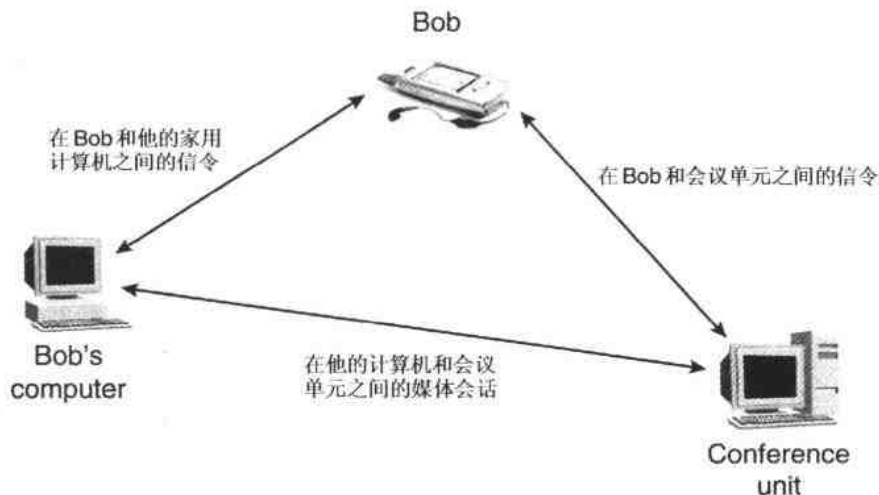 Bob
在Bob和他的家用
计算机之间的信令
在Bob和会议单元之间的信令
Bob's
computer
在他的计算机和会议
单元之间的媒体会话
Conference
unit